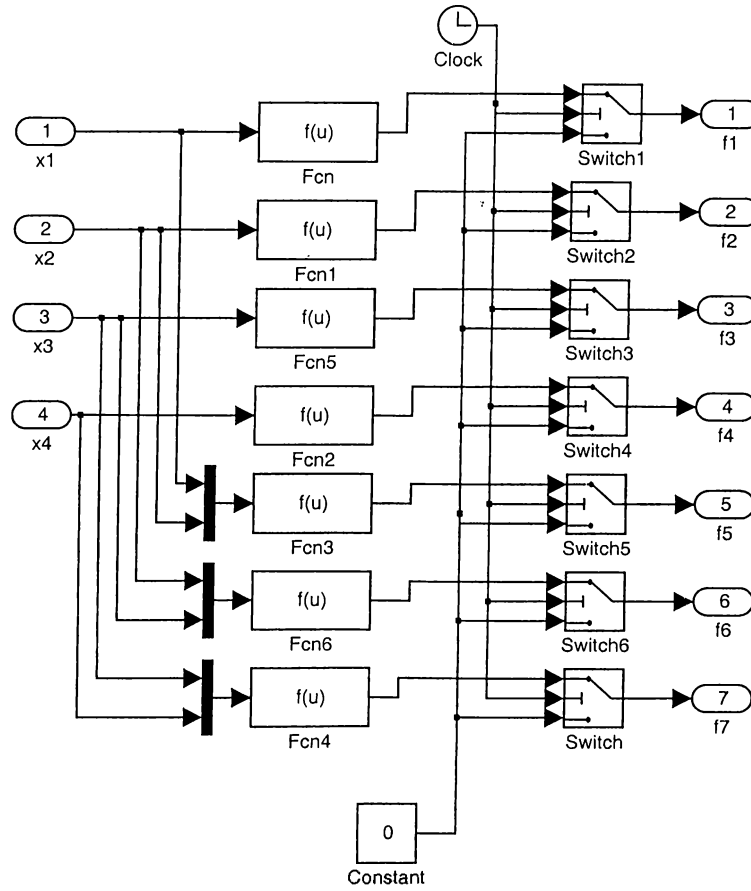 Clock
1
x1
f(u)
Fcn
Switch1
1
f1
2
x2
f(u)
Fcn1
Switch2
2
f2
3
x3
f(u)
Fcn5
Switch3
3
f3
4
x4
f(u)
Fcn2
Switch4
4
f4
f(u)
Fcn3
Switch5
5
f5
f(u)
Fcn6
Switch6
6
f6
f(u)
Fcn4
Switch
7
f7
0
Constant